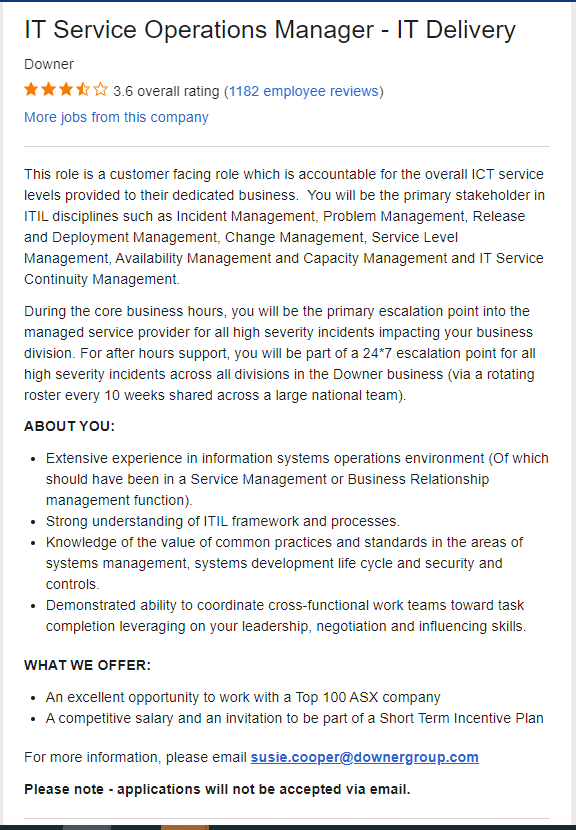 IT Service Operations Manager - IT Delivery
Downer
3.6 overall rating (1182 employee reviews)
More jobs from this company
This role is a customer facing role which is accountable for the overall ICT service
levels provided to their dedicated business.  You will be the primary stakeholder in
ITIL disciplines such as Incident Management, Problem Management, Release
and Deployment Management, Change Management, Service Level
Management, Availability Management and Capacity Management and IT Service
Continuity Management.
During the core business hours, you will be the primary escalation point into the
managed service provider for all high severity incidents impacting your business
division. For after hours support, you will be part of a 24*7 escalation point for all
high severity incidents across all divisions in the Downer business (via a rotating
roster every 10 weeks shared across a large national team).
ABOUT YOU:
• Extensive experience in information systems operations environment (Of which
should have been in a Service Management or Business Relationship
management function).
• Strong understanding of ITIL framework and processes.
• Knowledge of the value of common practices and standards in the areas of
systems management, systems development life cycle and security and
controls.
• Demonstrated ability to coordinate cross-functional work teams toward task
completion leveraging on your leadership, negotiation and influencing skills.
WHAT WE OFFER:
• An excellent opportunity to work with a Top 100 ASX company
• A competitive salary and an invitation to be part of a Short Term Incentive Plan
For more information, please email susie.cooper@downergroup.com
Please note - applications will not be accepted via email.